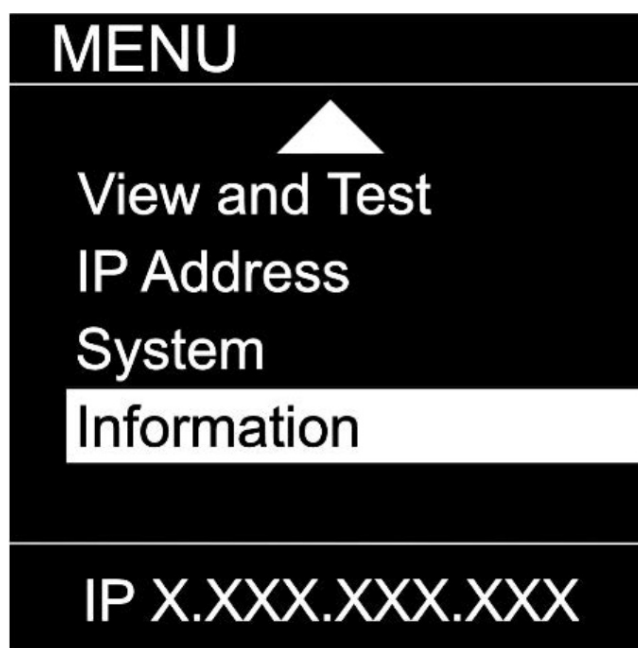 MENU
View and Test
IP Address
System
Information
IP X.XXX.XXX.XXX